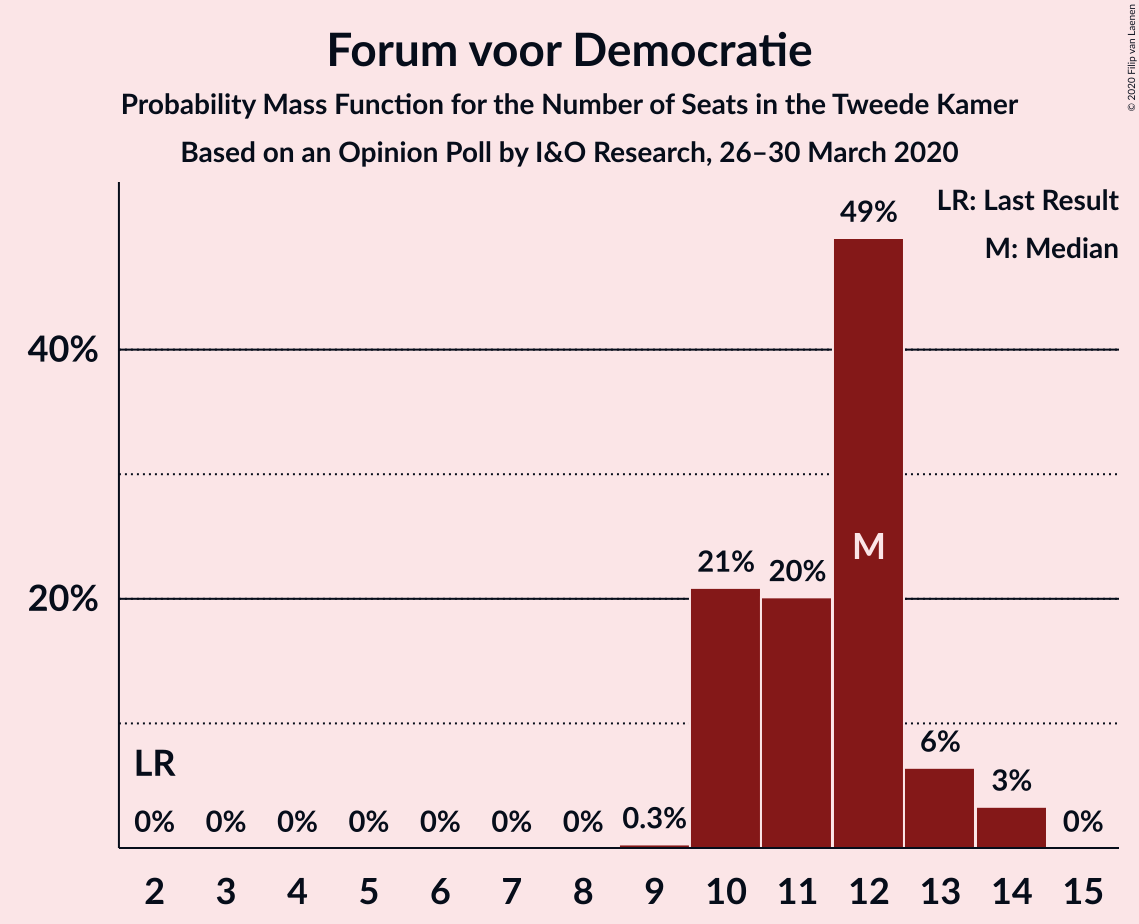 Forum voor Democratie
Probability Mass Function for the Number of Seats in the Tweede Kamer
Based on an Opinion Poll by I&O Research, 26–30 March 2020
© 2020 Filip van Laenen
LR: Last Result
M: Median
49%
40%
M
21%
20%
20%
6%
LR
3%
0% 0% 0% 0% 0% 0% 0% 0.3% 0%
2 3 4 5 6 7 8 9 10 11 12 13 14 15